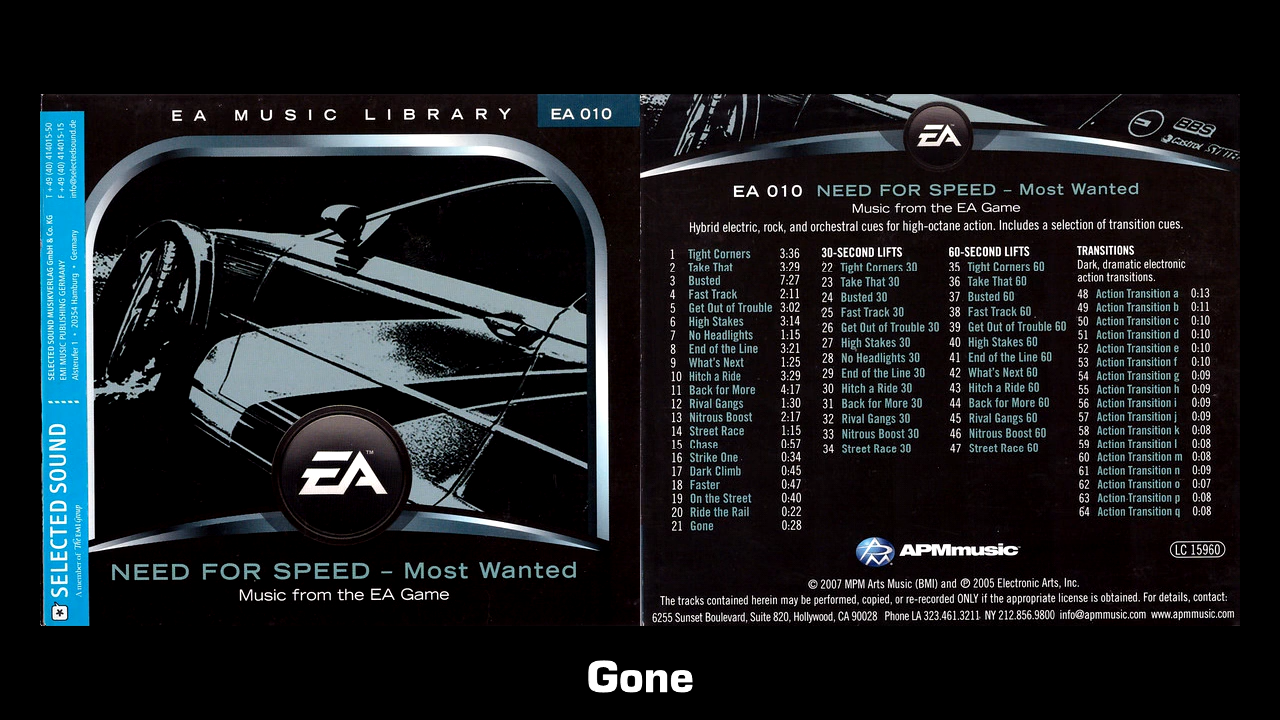 EA MUSIC LIBRARY
EA 010
SELECTED SOUND
A member of The EMI Group
SELECTED SOUND MUSIKVERLAG GmbH & Co. KG
EMI MUSIC PUBLISHING GERMANY
Alsterufer 1 • 20354 Hamburg • Germany
T +49 (40) 414015-50
F +49 (40) 414015-15
info@selectedsound.de
EA™
NEED FOR SPEED – Most Wanted
Music from the EA Game
BBS
Castrol
EA
EA 010 NEED FOR SPEED – Most Wanted
Music from the EA Game
Hybrid electric, rock, and orchestral cues for high-octane action. Includes a selection of transition cues.
1 Tight Corners 3:36
2 Take That 3:29
3 Busted 7:27
4 Fast Track 2:11
5 Get Out of Trouble 3:02
6 High Stakes 3:14
7 No Headlights 1:15
8 End of the Line 3:21
9 What's Next 1:25
10 Hitch a Ride 3:29
11 Back for More 4:17
12 Rival Gangs 1:30
13 Nitrous Boost 2:17
14 Street Race 1:15
15 Chase 0:57
16 Strike One 0:34
17 Dark Climb 0:45
18 Faster 0:47
19 On the Street 0:40
20 Ride the Rail 0:22
21 Gone 0:28
30-SECOND LIFTS
22 Tight Corners 30
23 Take That 30
24 Busted 30
25 Fast Track 30
26 Get Out of Trouble 30
27 High Stakes 30
28 No Headlights 30
29 End of the Line 30
30 Hitch a Ride 30
31 Back for More 30
32 Rival Gangs 30
33 Nitrous Boost 30
34 Street Race 30
60-SECOND LIFTS
35 Tight Corners 60
36 Take That 60
37 Busted 60
38 Fast Track 60
39 Get Out of Trouble 60
40 High Stakes 60
41 End of the Line 60
42 What's Next 60
43 Hitch a Ride 60
44 Back for More 60
45 Rival Gangs 60
46 Nitrous Boost 60
47 Street Race 60
TRANSITIONS
Dark, dramatic electronic
action transitions.
48 Action Transition a 0:13
49 Action Transition b 0:11
50 Action Transition c 0:10
51 Action Transition d 0:10
52 Action Transition e 0:10
53 Action Transition f 0:10
54 Action Transition g 0:09
55 Action Transition h 0:09
56 Action Transition i 0:09
57 Action Transition j 0:09
58 Action Transition k 0:08
59 Action Transition l 0:08
60 Action Transition m 0:08
61 Action Transition n 0:09
62 Action Transition o 0:07
63 Action Transition p 0:08
64 Action Transition q 0:08
APMmusic
LC 15960
© 2007 MPM Arts Music (BMI) and ℗ 2005 Electronic Arts, Inc.
The tracks contained herein may be performed, copied, or re-recorded ONLY if the appropriate license is obtained. For details, contact:
6255 Sunset Boulevard, Suite 820, Hollywood, CA 90028 Phone LA 323.461.3211 NY 212.856.9800 info@apmmusic.com www.apmmusic.com
Gone